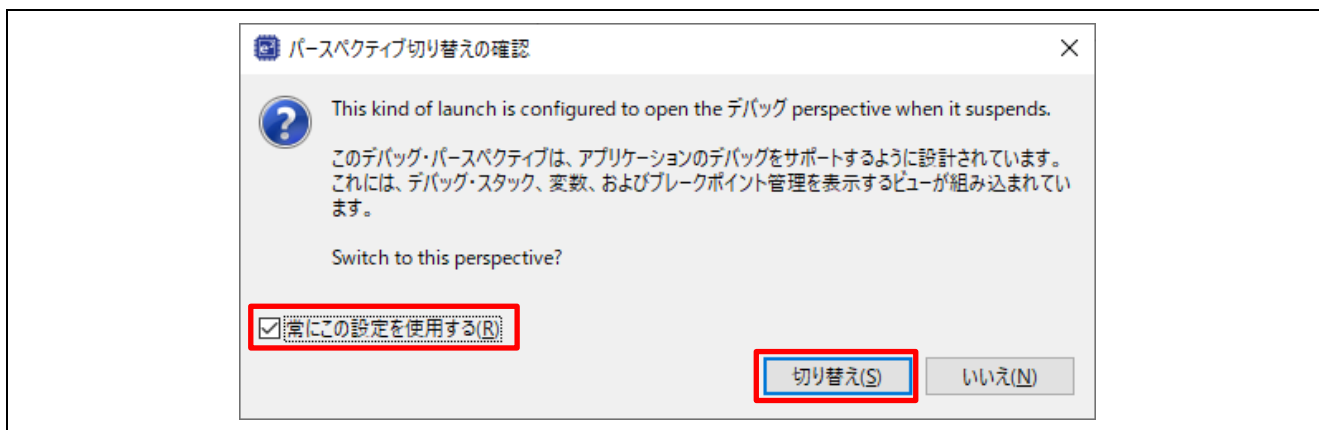 パースペクティブ切り替えの確認
This kind of launch is configured to open the デバッグ perspective when it suspends.
このデバッグ・パースペクティブは、アプリケーションのデバッグをサポートするように設計されています。
これには、デバッグ・スタック、変数、およびブレークポイント管理を表示するビューが組み込まれてい
ます。
Switch to this perspective?
常にこの設定を使用する(R)
切り替え(S) いいえ(N)